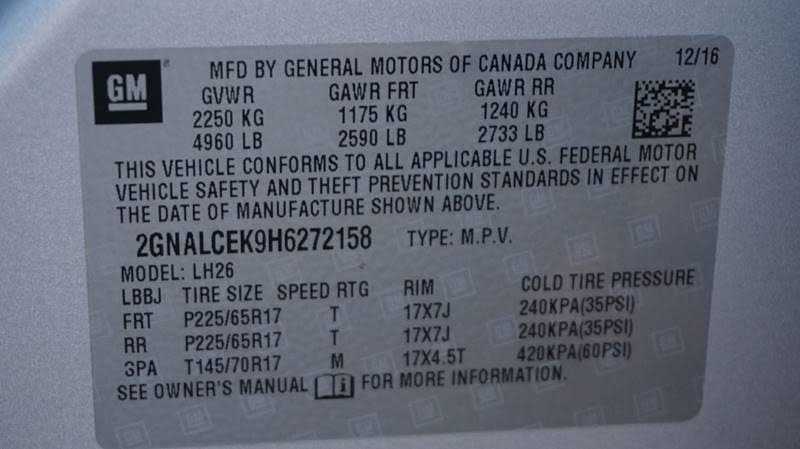 GM
MFD BY GENERAL MOTORS OF CANADA COMPANY 12/16
GVWR GAWR FRT GAWR RR
2250 KG 1175 KG 1240 KG
4960 LB 2590 LB 2733 LB
THIS VEHICLE CONFORMS TO ALL APPLICABLE U.S. FEDERAL MOTOR
VEHICLE SAFETY AND THEFT PREVENTION STANDARDS IN EFFECT ON
THE DATE OF MANUFACTURE SHOWN ABOVE.
2GNALCEK9H6272158 TYPE: M.P.V.
MODEL: LH26
LBBJ TIRE SIZE SPEED RTG RIM COLD TIRE PRESSURE
FRT P225/65R17 T 17X7J 240KPA(35PSI)
RR P225/65R17 T 17X7J 240KPA(35PSI)
SPA T145/70R17 M 17X4.5T 420KPA(60PSI)
SEE OWNER'S MANUAL i FOR MORE INFORMATION.